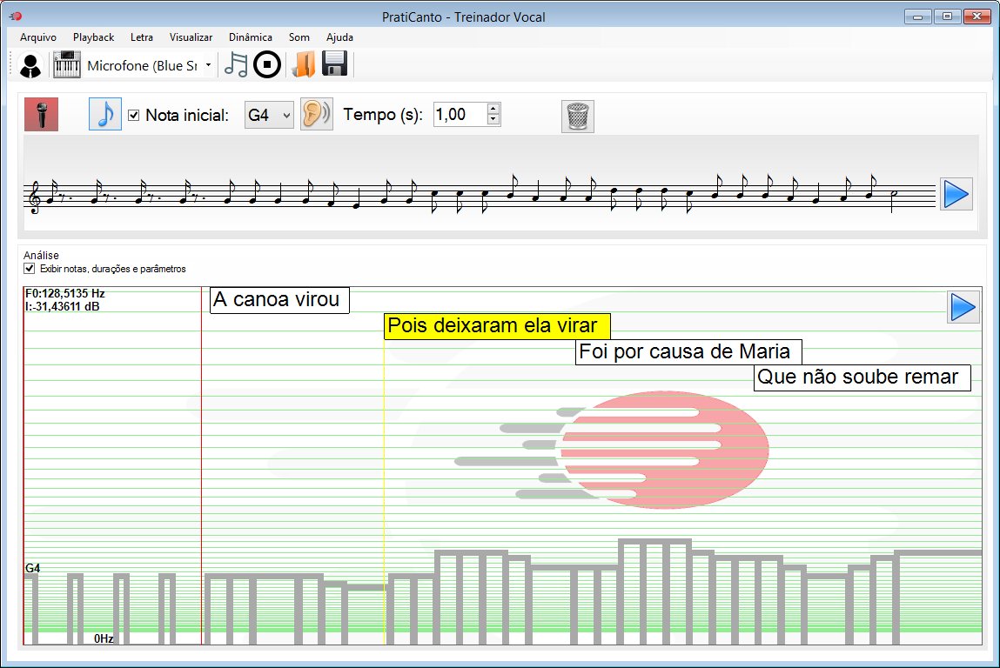 PratiCanto - Treinador Vocal
Arquivo Playback Letra Visualizar Dinâmica Som Ajuda
Microfone (Blue Sr
Nota inicial: G4 Tempo (s): 1,00
Análise
Exibir notas, durações e parâmetros
F0:128,5135 Hz
I:-31,43611 dB
A canoa virou
Pois deixaram ela virar
Foi por causa de Maria
Que não soube remar
G4
0Hz